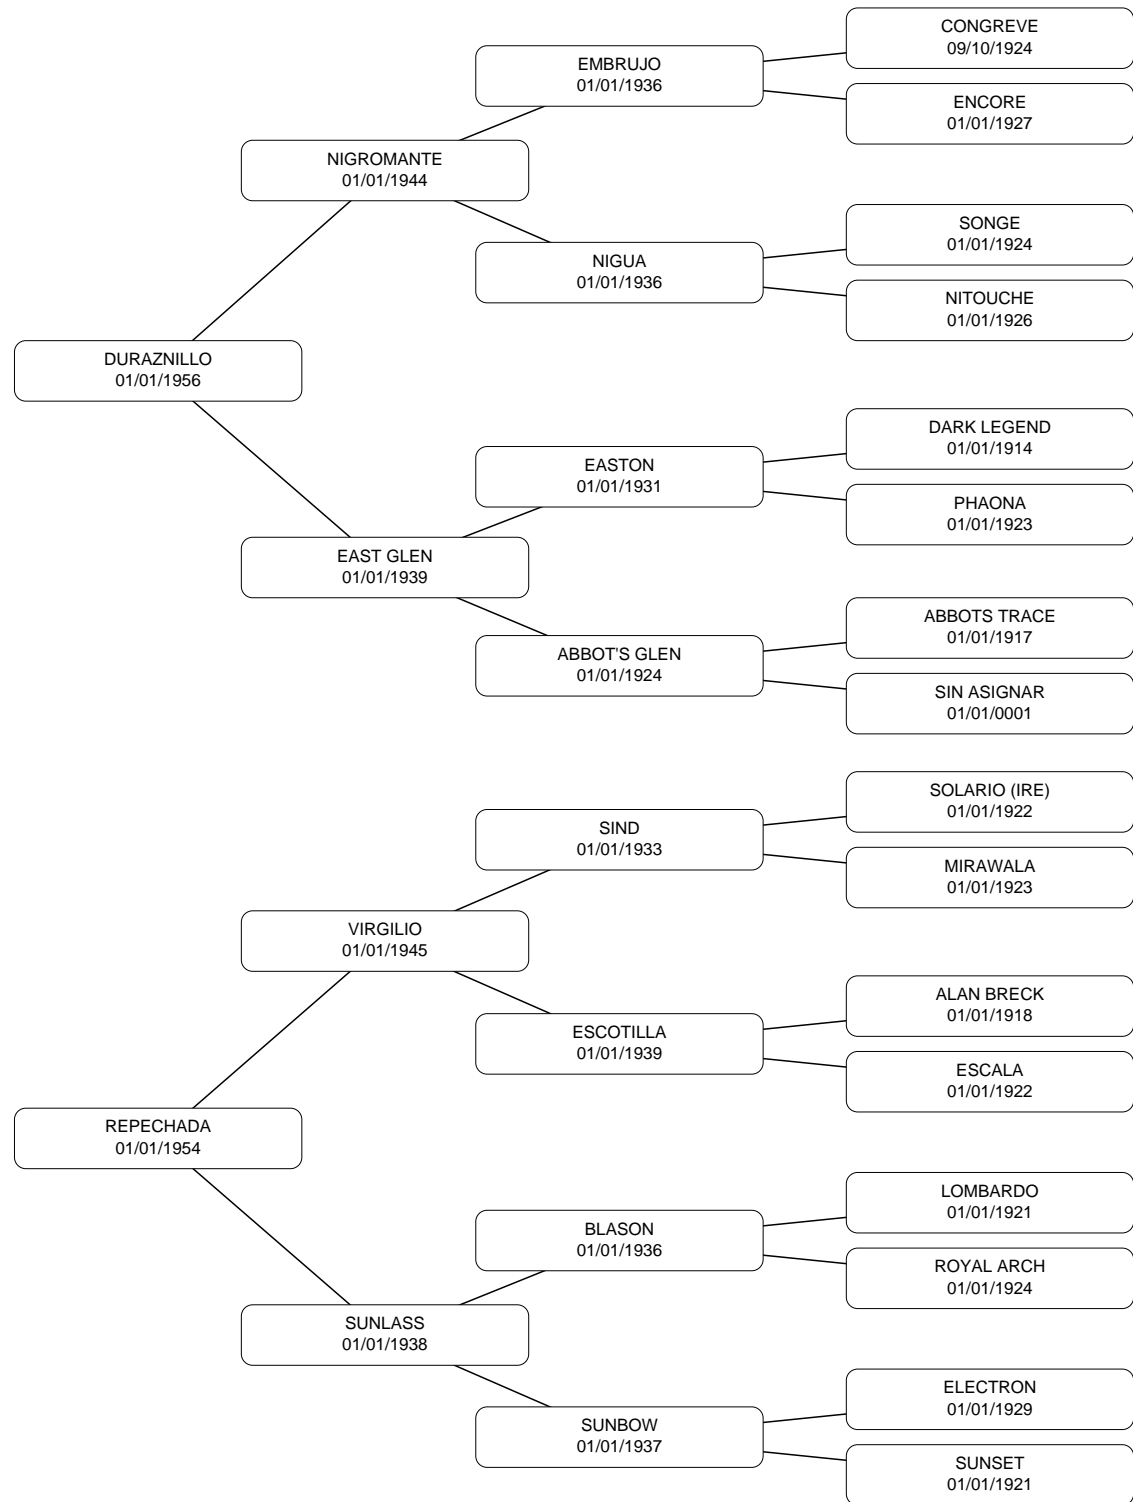 CONGREVE
09/10/1924
EMBRUJO
01/01/1936
ENCORE
01/01/1927
NIGROMANTE
01/01/1944
SONGE
01/01/1924
NIGUA
01/01/1936
NITOUCHE
01/01/1926
DURAZNILLO
01/01/1956
DARK LEGEND
01/01/1914
EASTON
01/01/1931
PHAONA
01/01/1923
EAST GLEN
01/01/1939
ABBOTS TRACE
01/01/1917
ABBOT'S GLEN
01/01/1924
SIN ASIGNAR
01/01/0001
SOLARIO (IRE)
01/01/1922
SIND
01/01/1933
MIRAWALA
01/01/1923
VIRGILIO
01/01/1945
ALAN BRECK
01/01/1918
ESCOTILLA
01/01/1939
ESCALA
01/01/1922
REPECHADA
01/01/1954
LOMBARDO
01/01/1921
BLASON
01/01/1936
ROYAL ARCH
01/01/1924
SUNLASS
01/01/1938
ELECTRON
01/01/1929
SUNBOW
01/01/1937
SUNSET
01/01/1921